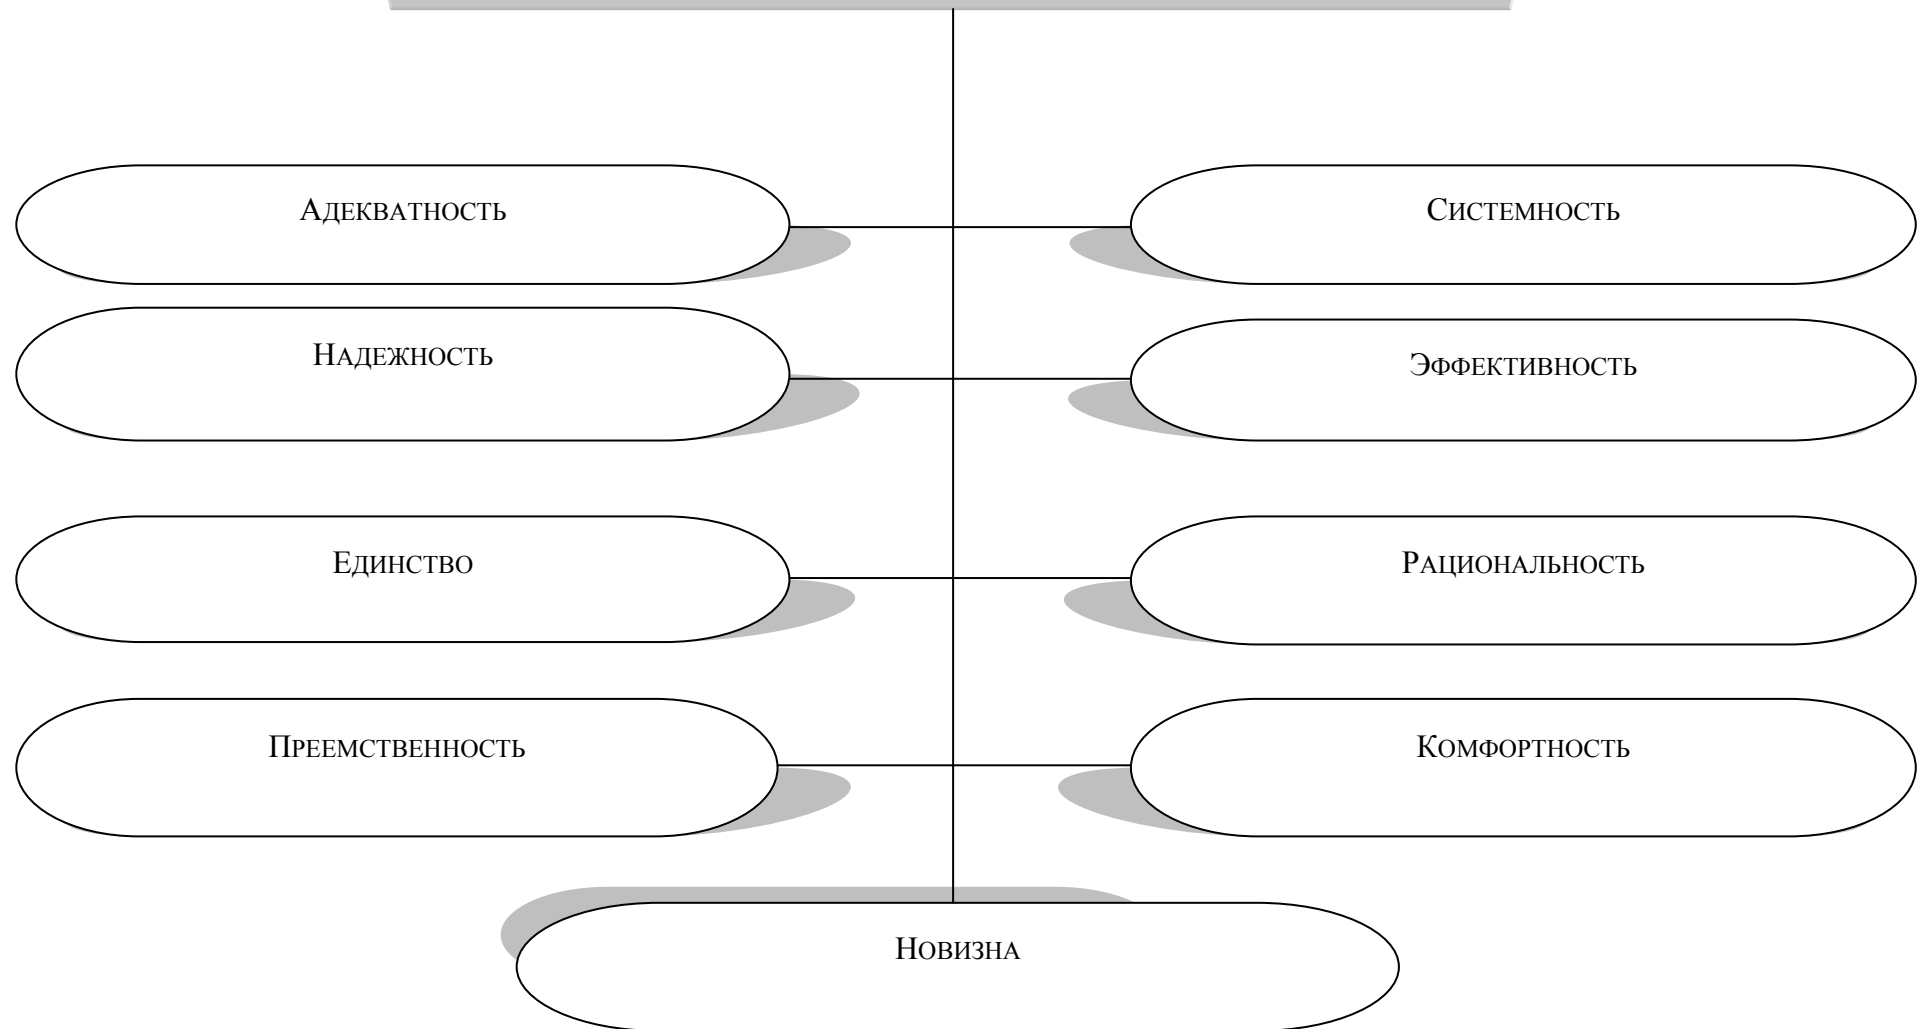 Адекватность
Системность
Надежность
Эффективность
Единство
Рациональность
Преемственность
Комфортность
Новизна